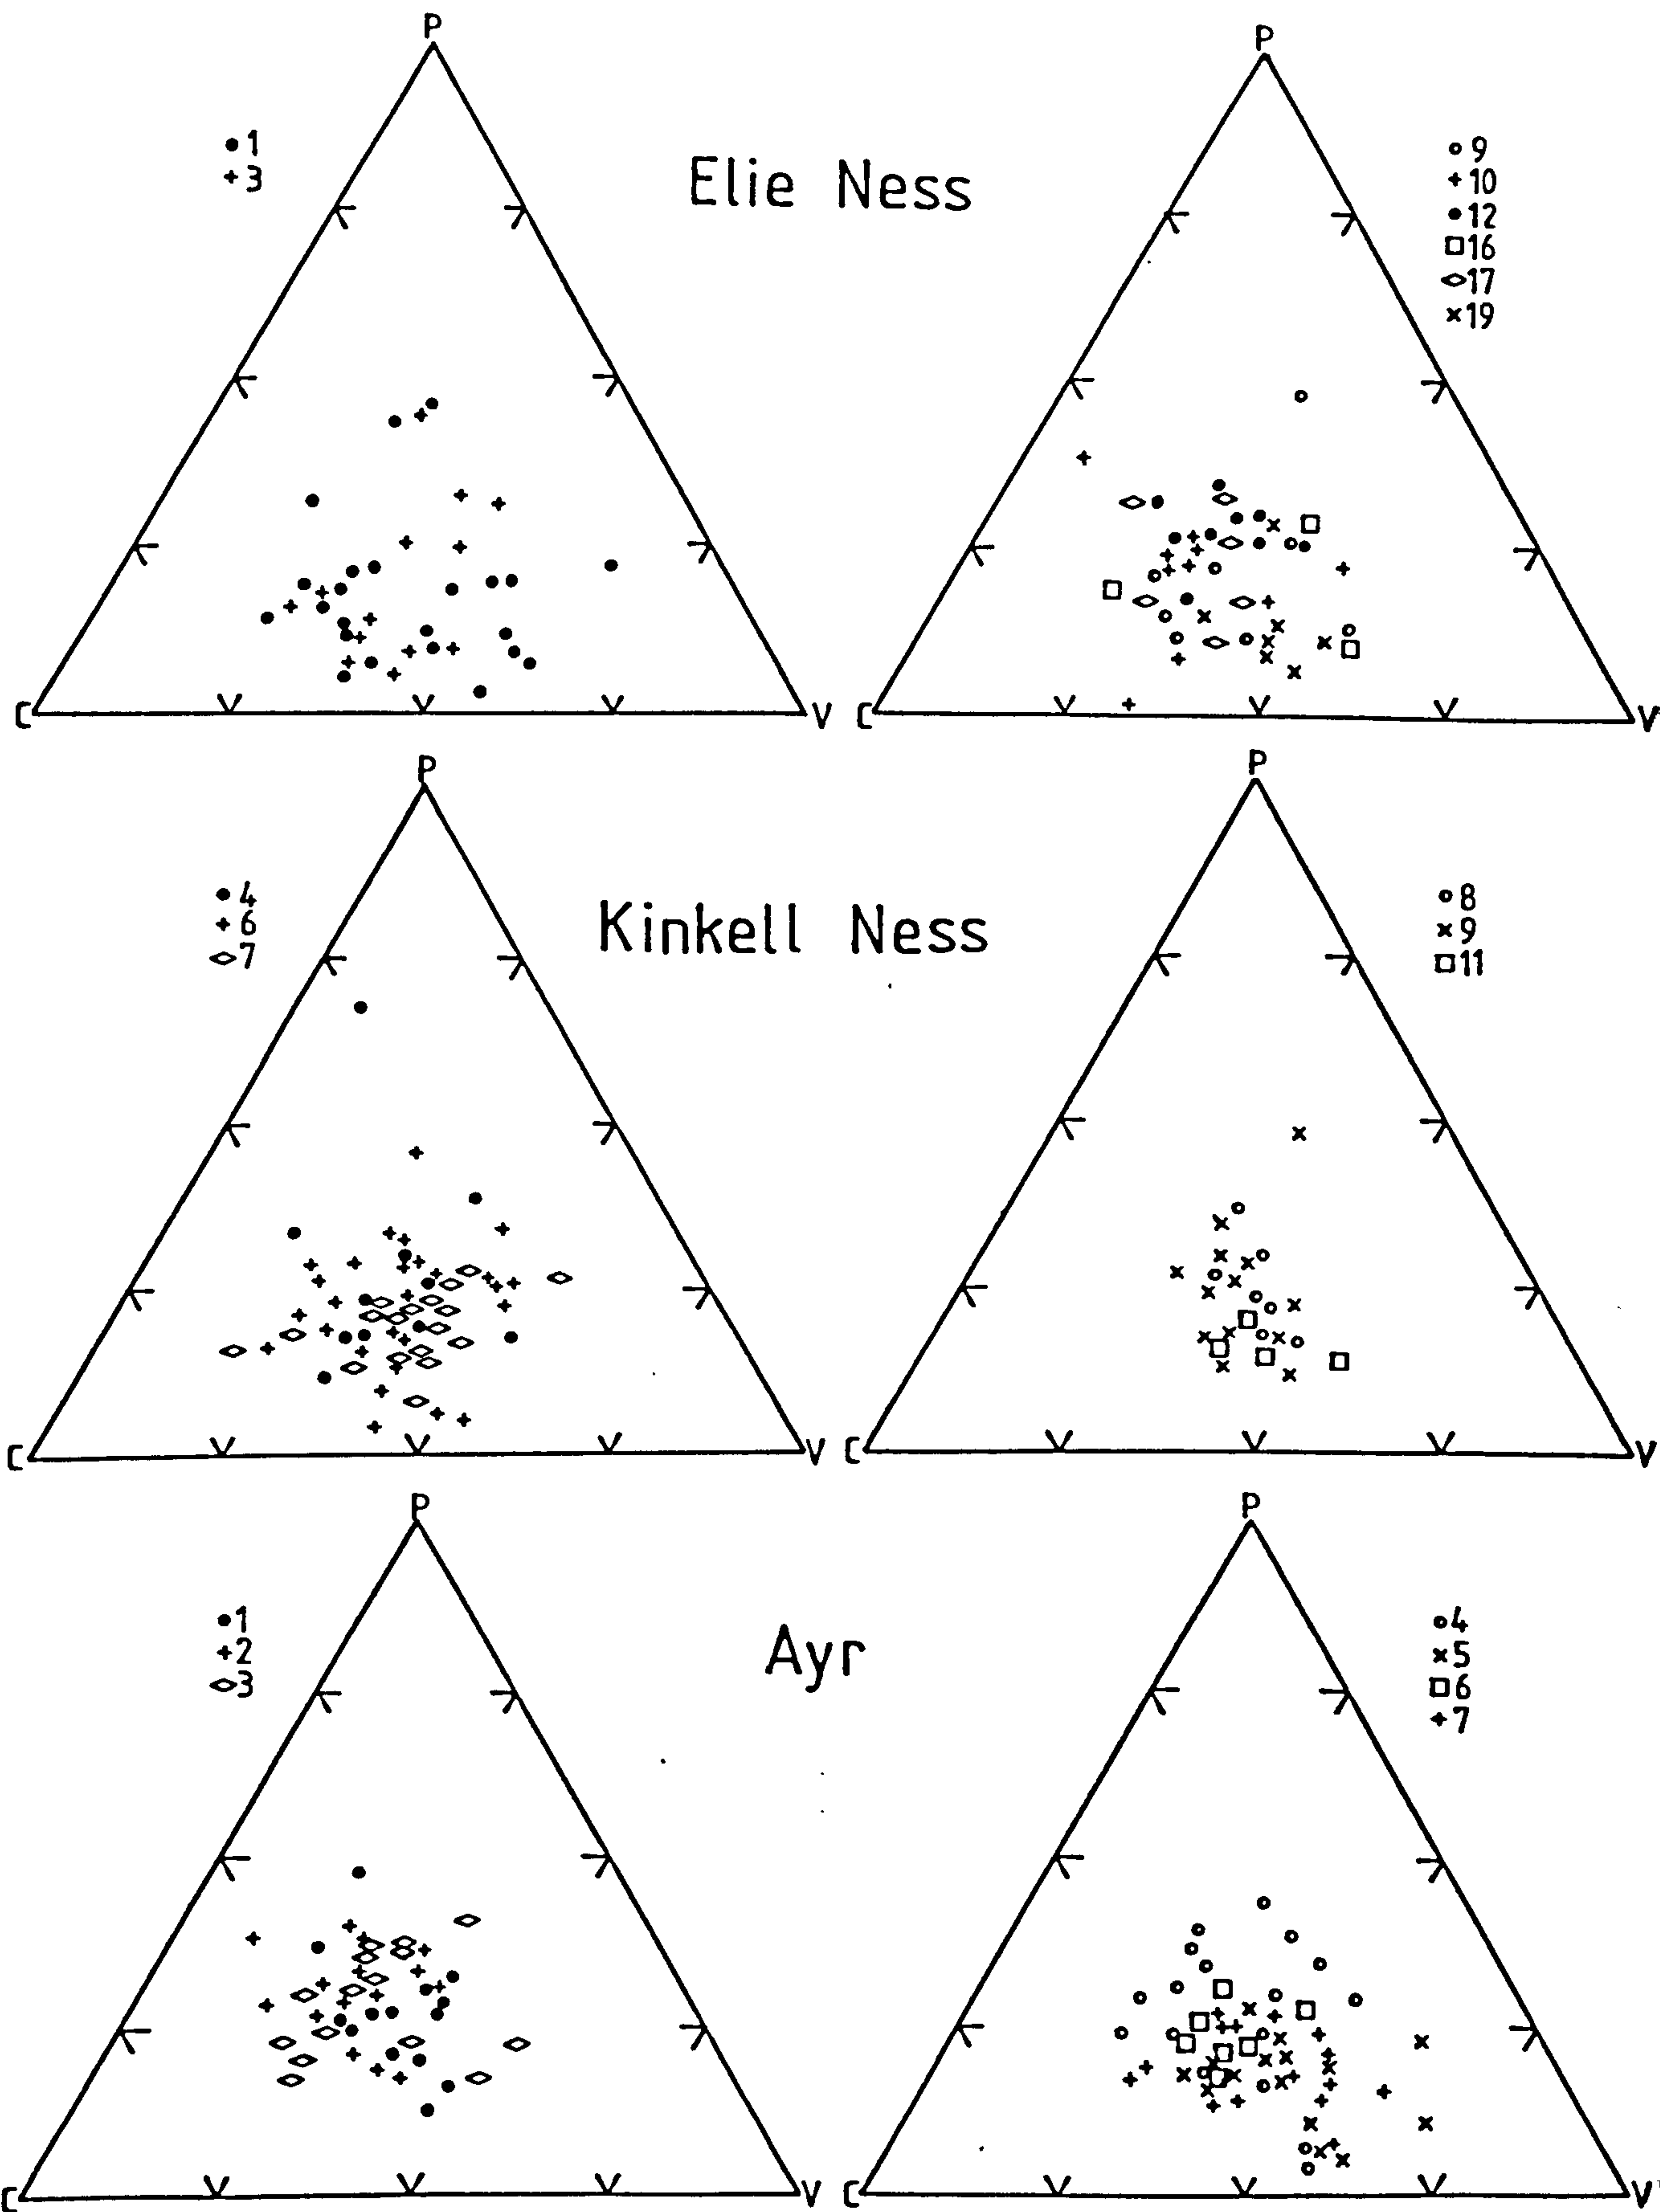 P
P
● 1
+ 3
Elie Ness
○ 9
+ 10
● 12
□ 16
◇ 17
× 19
C
V
C
V
P
P
● 4
+ 6
◇ 7
Kinkell Ness
○ 8
× 9
□ 11
C
V
C
V
P
P
● 1
+ 2
◇ 3
Ayr
○ 4
× 5
□ 6
+ 7
C
V
C
V